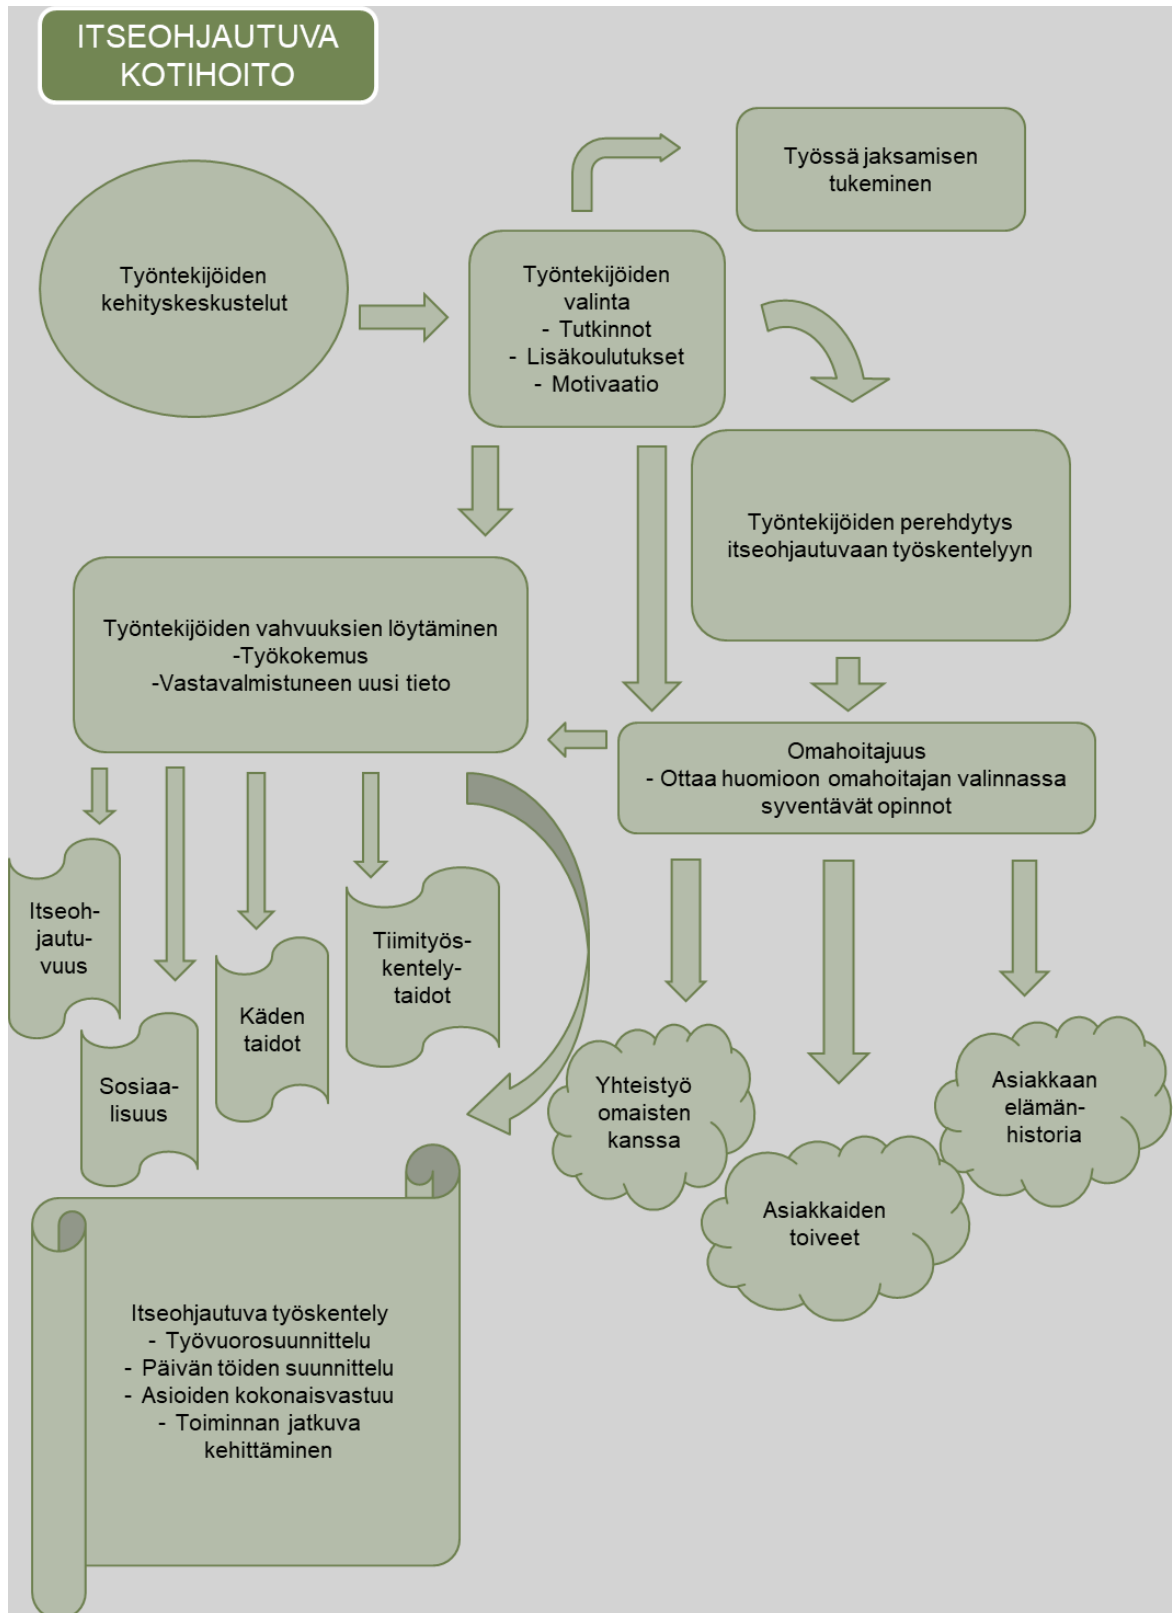 ITSEOHJAUTUVA
KOTIHOITO
Työssä jaksamisen
tukeminen
Työntekijöiden
kehityskeskustelut
Työntekijöiden
valinta
- Tutkinnot
- Lisäkoulutukset
- Motivaatio
Työntekijöiden perehdytys
itseohjautuvaan työskentelyyn
Työntekijöiden vahvuuksien löytäminen
-Työkokemus
-Vastavalmistuneen uusi tieto
Omahoitajuus
- Ottaa huomioon omahoitajan valinnassa
syventävät opinnot
Itseoh-
jautu-
vuus
Sosiaa-
lisuus
Käden
taidot
Tiimityös-
kentely-
taidot
Yhteistyö
omaisten
kanssa
Asiakkaiden
toiveet
Asiakkaan
elämän-
historia
Itseohjautuva työskentely
- Työvuorosuunnittelu
- Päivän töiden suunnittelu
- Asioiden kokonaisvastuu
- Toiminnan jatkuva
kehittäminen